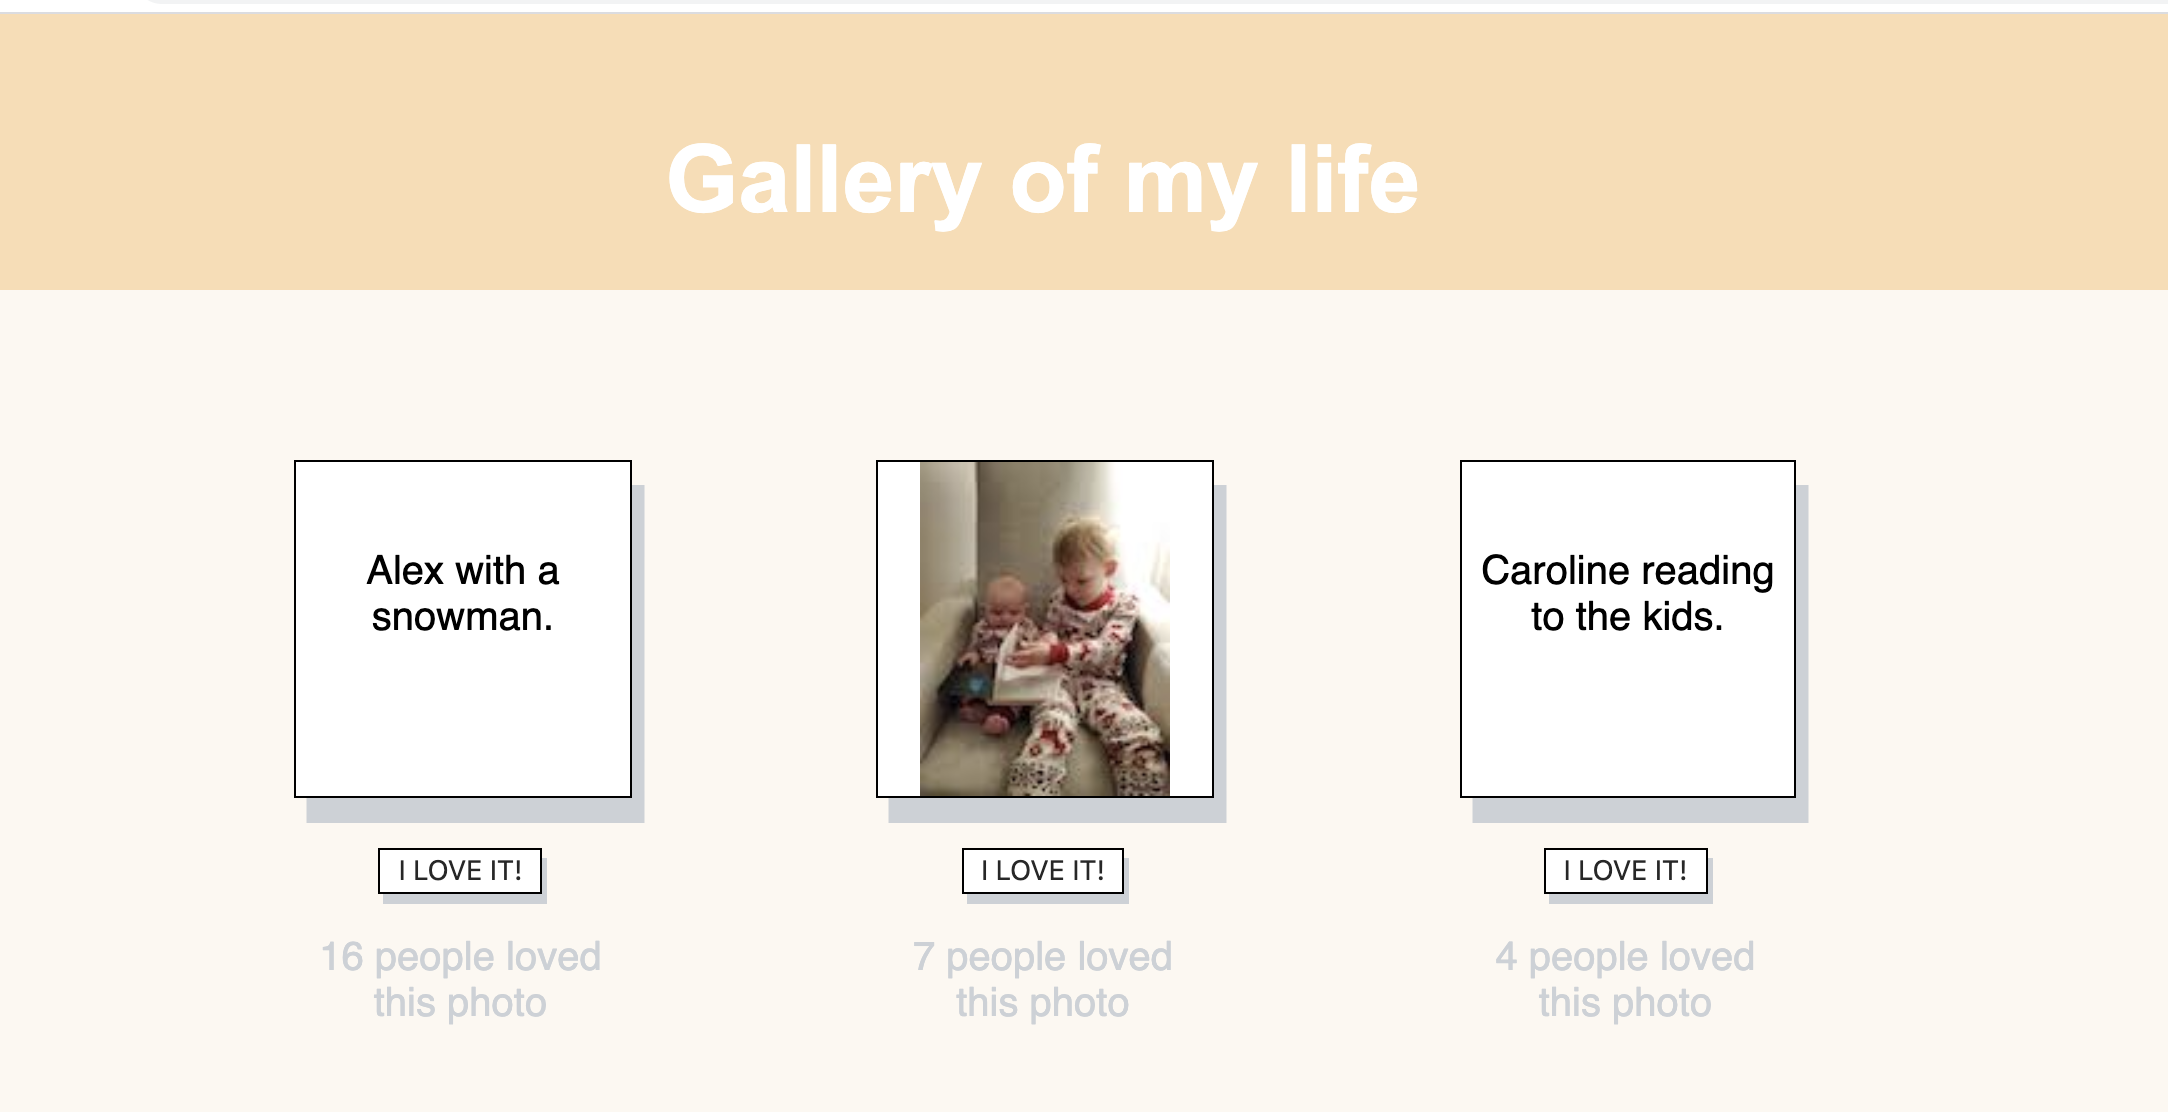 Gallery of my life
Alex with a
snowman.
Caroline reading
to the kids.
I LOVE IT!
I LOVE IT!
I LOVE IT!
16 people loved
this photo
7 people loved
this photo
4 people loved
this photo